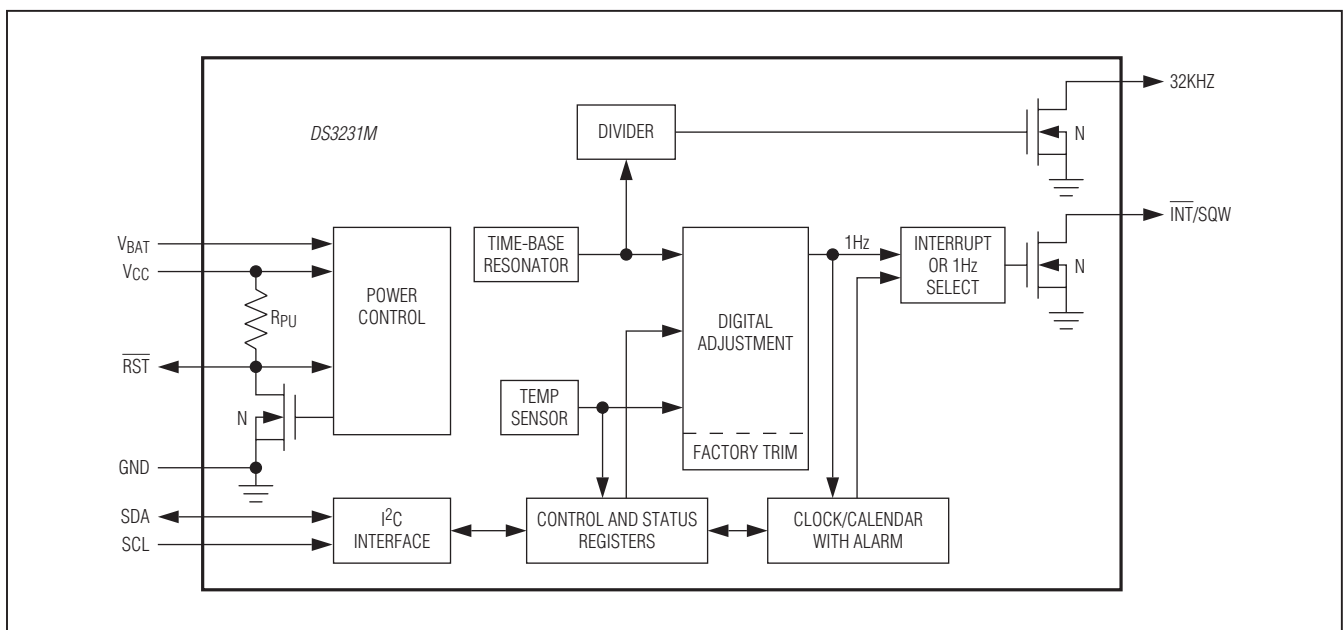 32KHZ
DS3231M
DIVIDER
N
INT/SQW
VBAT
VCC
TIME-BASE
RESONATOR
1Hz
INTERRUPT
OR 1Hz
SELECT
N
POWER
CONTROL
RPU
DIGITAL
ADJUSTMENT
RST
TEMP
SENSOR
N
FACTORY TRIM
GND
SDA
SCL
I2C
INTERFACE
CONTROL AND STATUS
REGISTERS
CLOCK/CALENDAR
WITH ALARM